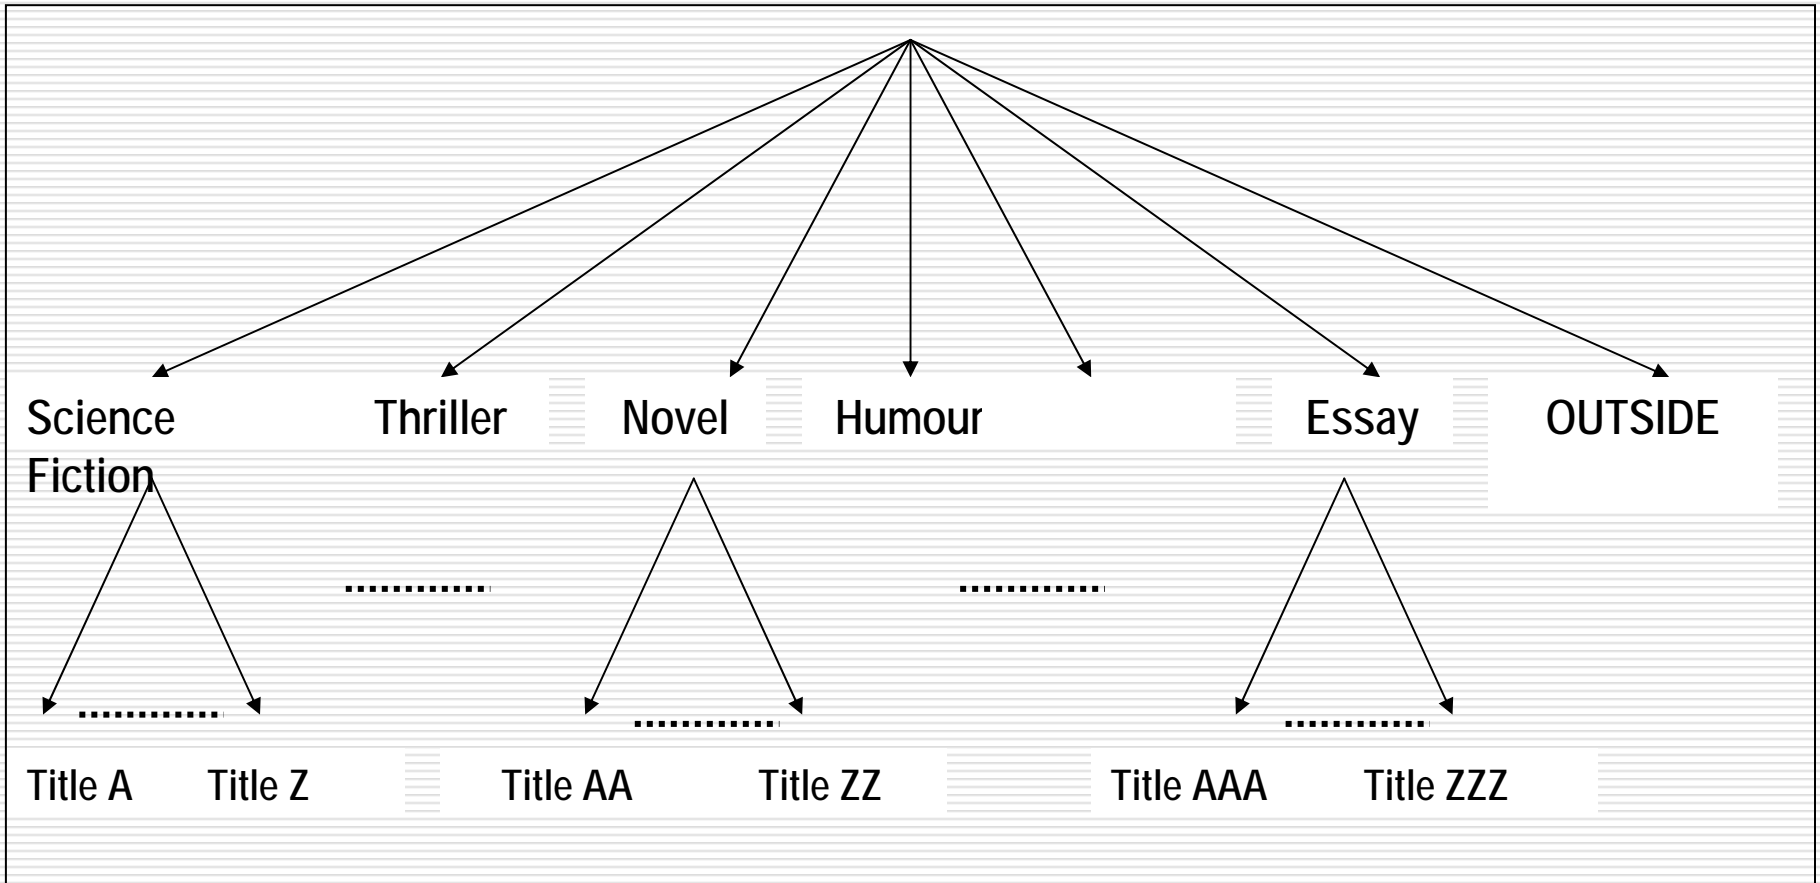 Science Fiction Thriller Novel Humour Essay OUTSIDE
Title A Title Z Title AA Title ZZ Title AAA Title ZZZ